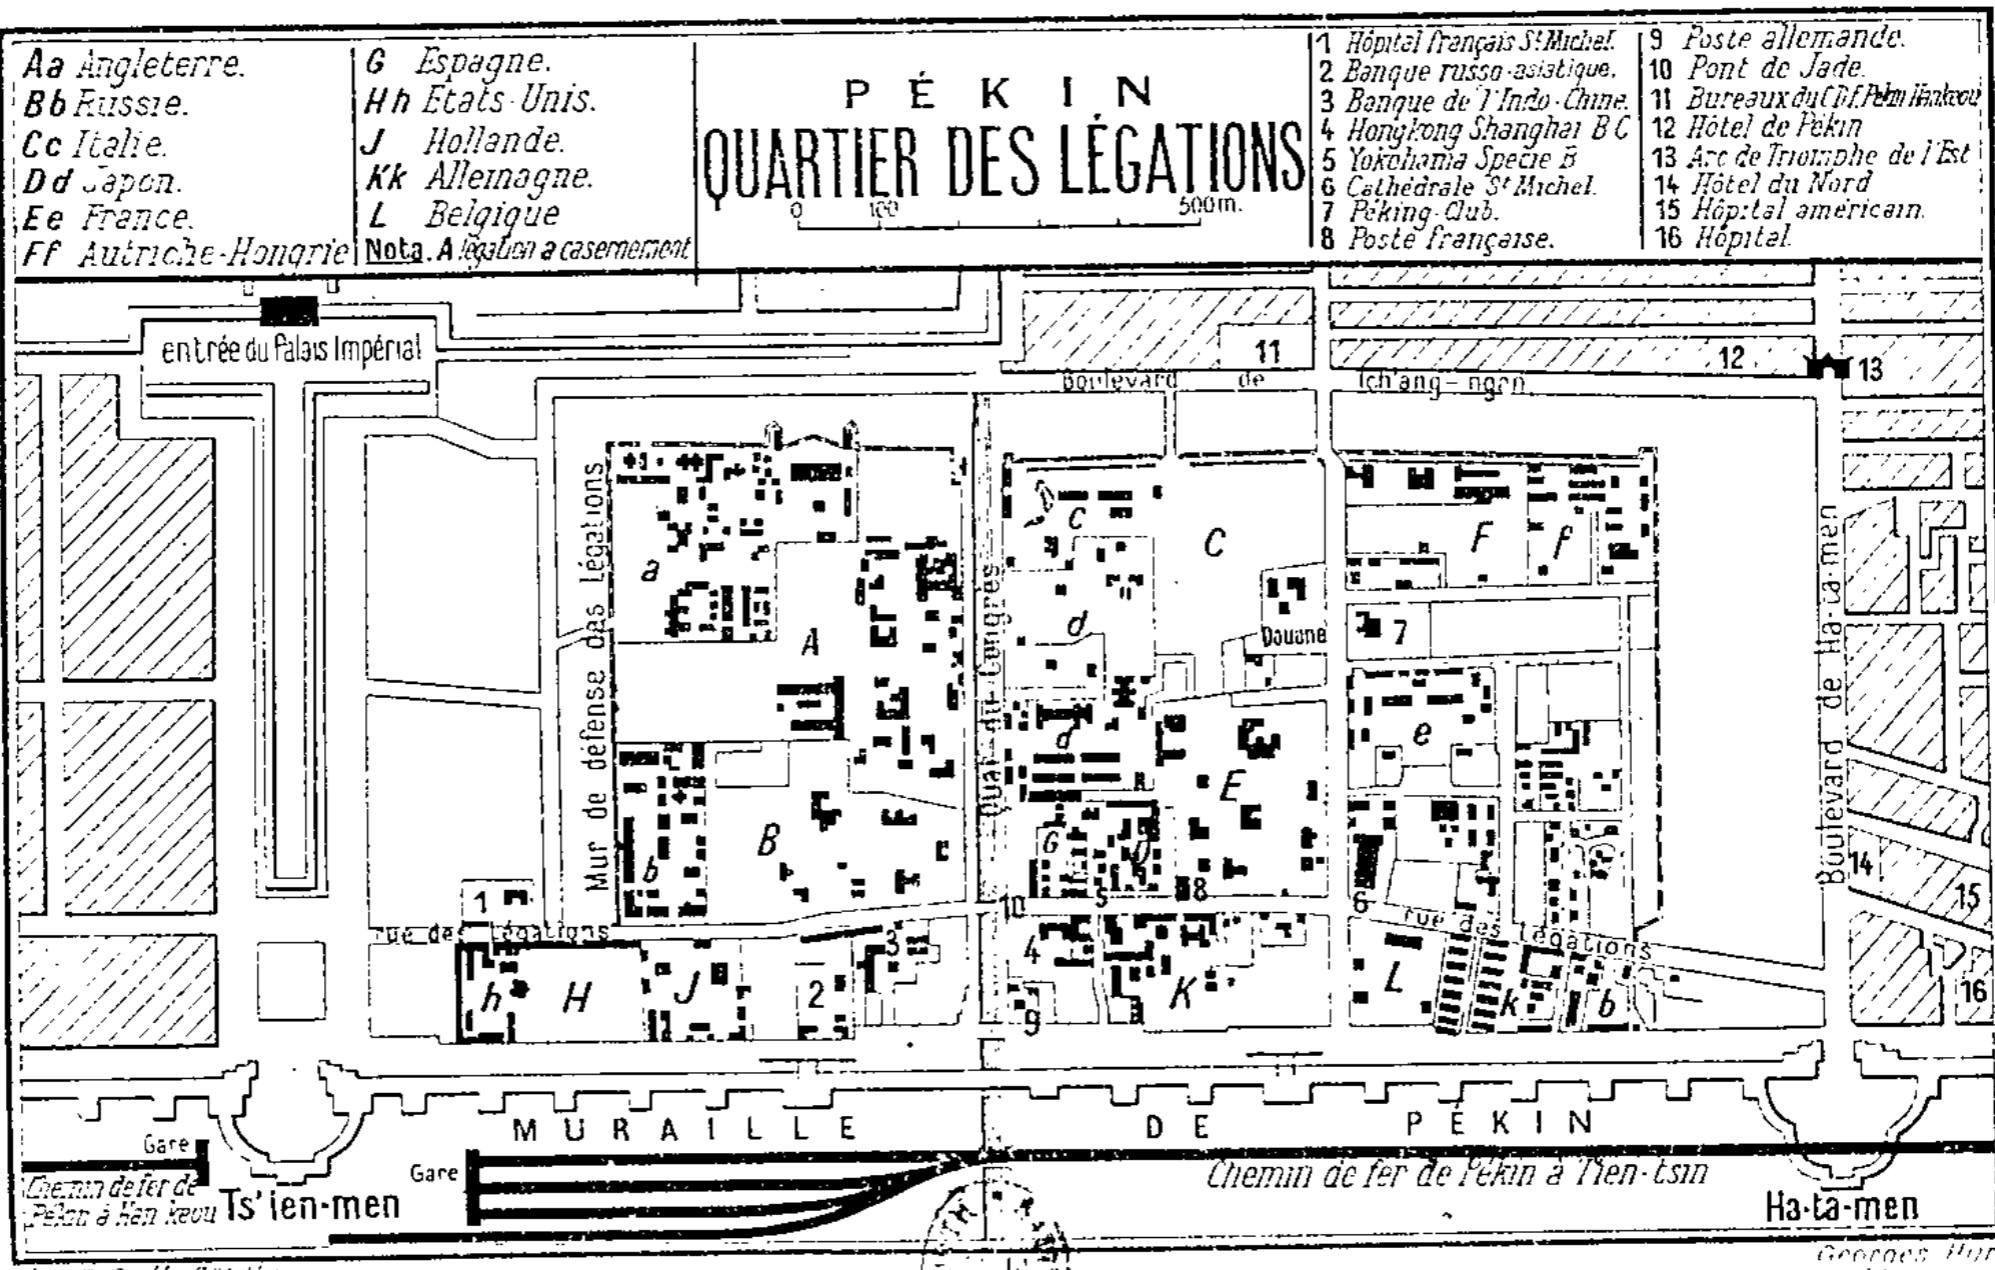 Aa Angleterre.
Bb Russie.
Cc Italie.
Dd Japon.
Ee France.
Ff Autriche-Hongrie
G Espagne.
Hh Etats-Unis.
J Hollande.
Kk Allemagne.
L Belgique
Nota. A légation a casernement
PÉKIN
QUARTIER DES LÉGATIONS
0 100 500m.
1 Hôpital français St Michel.
2 Banque russo-asiatique.
3 Banque de l'Indo-Chine.
4 Hongkong Shanghai B C
5 Yokohama Specie B
6 Cathédrale St Michel.
7 Péking-Club.
8 Poste française.
9 Poste allemande.
10 Pont de Jade.
11 Bureaux du
12 Hôtel de Pékin
13 Arc de Triomphe de l'Est
14 Hôtel du Nord
15 Hôpital américain.
16 Hôpital.
entrée du Palais Impérial
11
12
13
Boulevard de Tch'ang-ngan
Mur de défense das Légations
Quai du Congrès
Boulevard de Ha-ta-men
a
c
C
F
f
A
d
Douane
7
d
e
E
B
b
G
J
14
15
1
10
5
8
6
rue des Légations
rue des Légations
h
H
J
2
3
4
9
K
L
k
b
16
MURAILLE DE PÉKIN
Gare
Gare
Chemin de fer de
Pékin à Han keou
Ts'ien-men
Chemin de fer de Pékin à Tien-tsin
Ha-ta-men
Georges